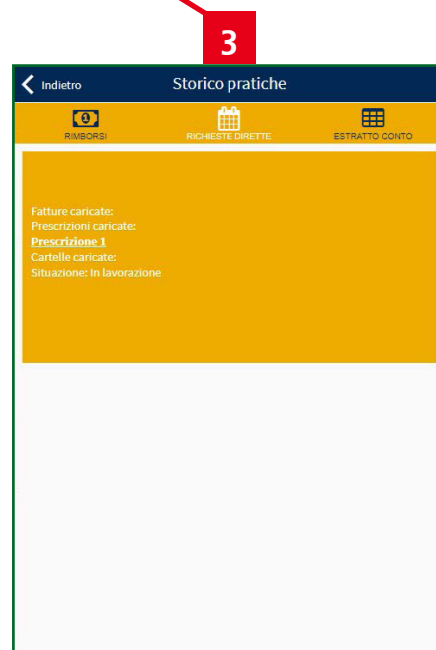 3
Indietro
Storico pratiche
RIMBORSI
RICHIESTE DIRETTE
ESTRATTO CONTO
Fatture caricate:
Prescrizioni caricate:
Prescrizione 1
Cartelle caricate:
Situazione: In lavorazione